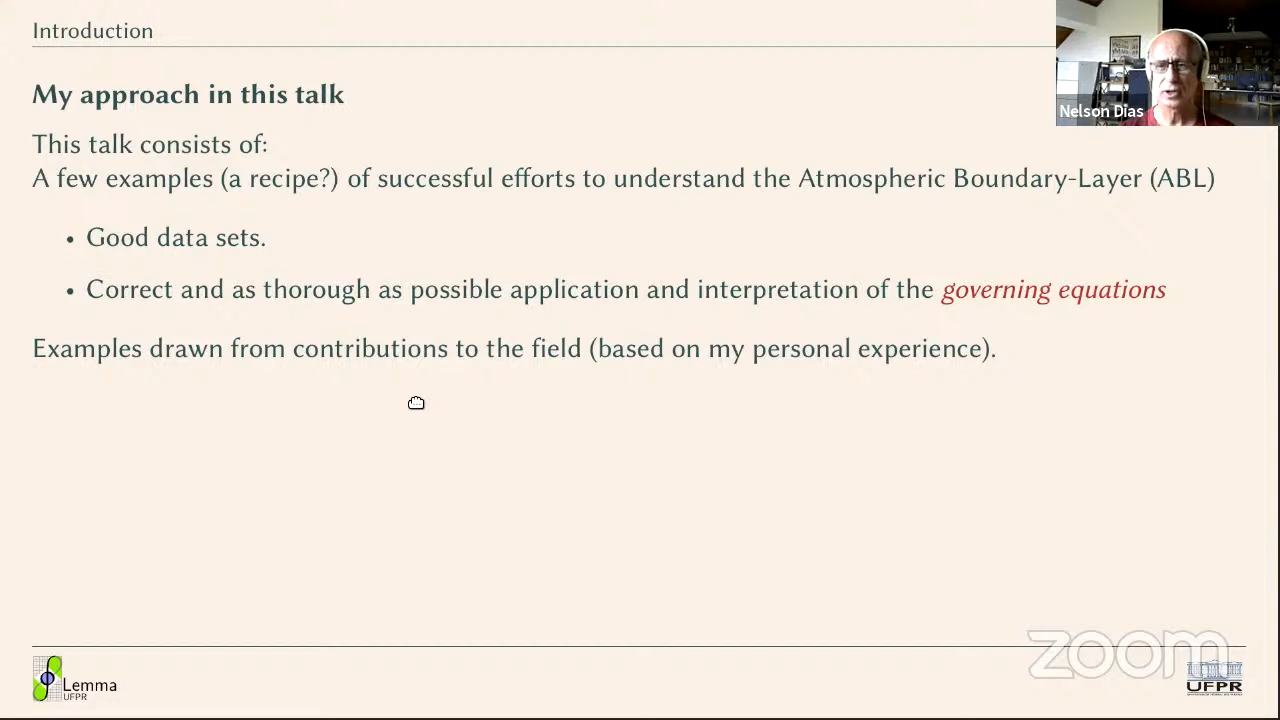 Introduction
Nelson Dias
My approach in this talk
This talk consists of:
A few examples (a recipe?) of successful efforts to understand the Atmospheric Boundary-Layer (ABL)
• Good data sets.
• Correct and as thorough as possible application and interpretation of the governing equations
Examples drawn from contributions to the field (based on my personal experience).
zoom
Lemma
UFPR
UFPR